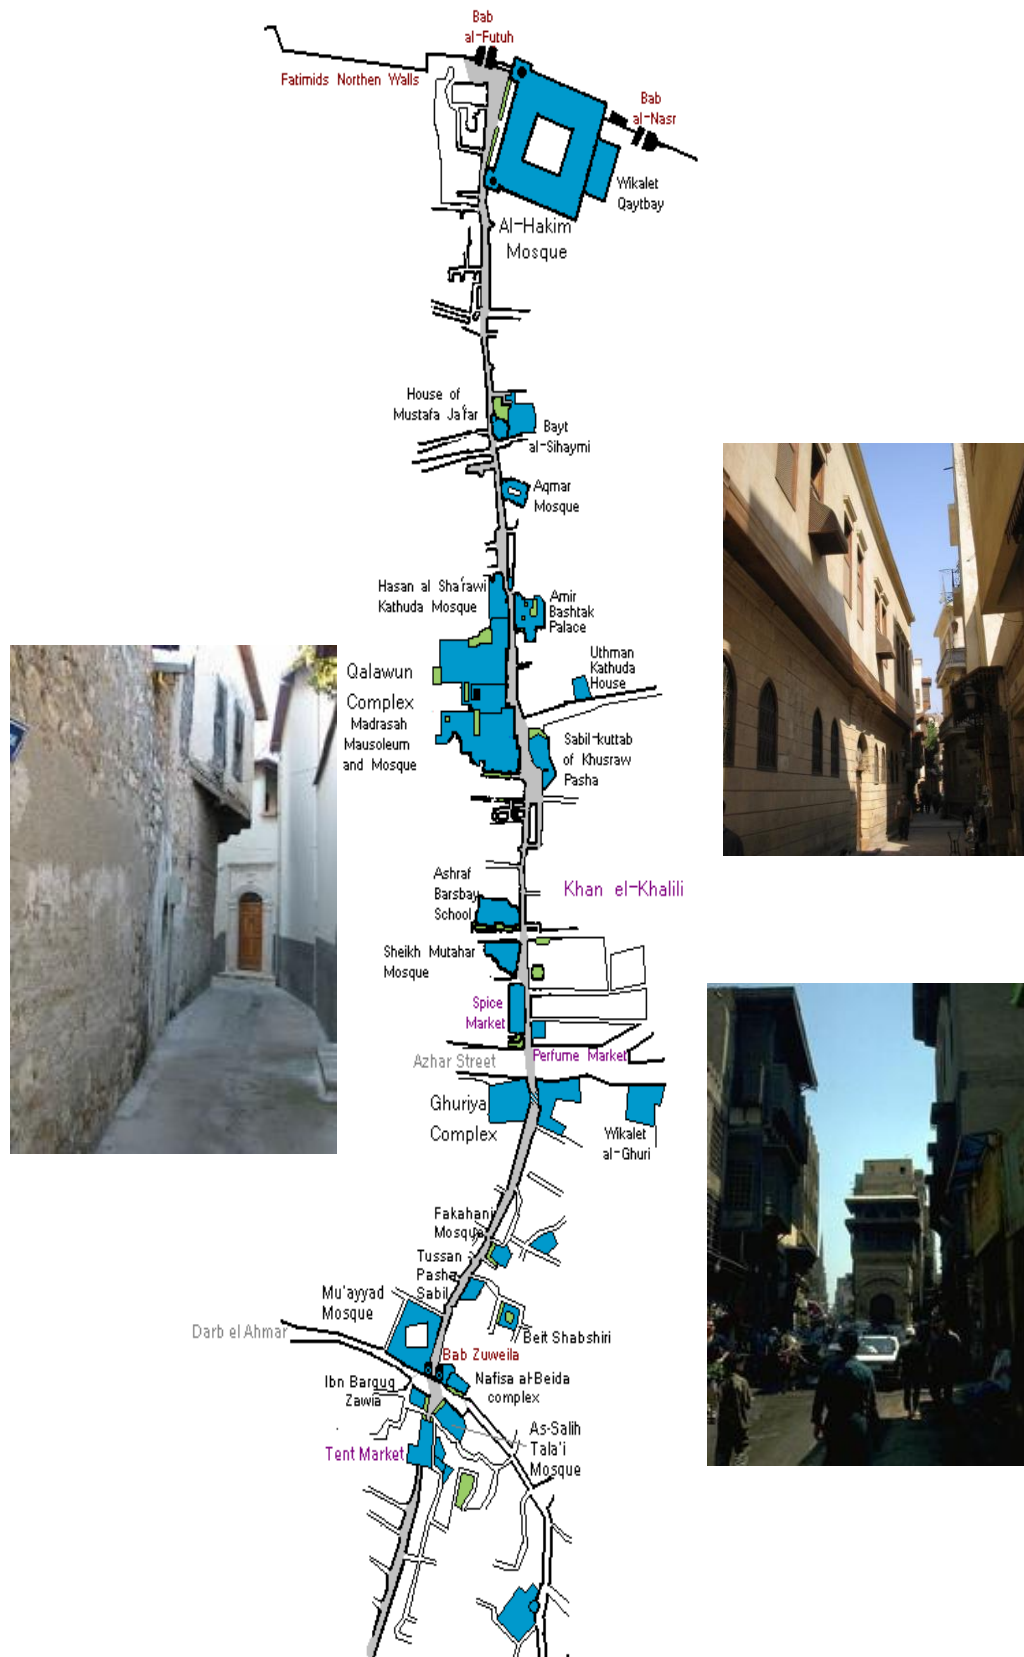 Bab
al-Futuh
Fatimids Northen Walls
Bab
al-Nasr
Wikalet
Qaytbay
Al-Hakim
Mosque
House of
Mustafa Ja'far
Bayt
al-Sihaymi
Aqmar
Mosque
Hasan al Sha'rawi
Kathuda Mosque
Amir
Bashtak
Palace
Uthman
Kathuda
House
Qalawun
Complex
Madrasah
Mausoleum
and Mosque
Sabil-kuttab
of Khusraw
Pasha
Ashraf
Barsbay
School
Khan el-Khalili
Sheikh Mutahar
Mosque
Spice
Market
Perfume Market
Azhar Street
Ghuriya
Complex
Wikalet
al-Ghuri
Fakahani
Mosque
Tussan
Pasha
Sabil
Mu'ayyad
Mosque
Beit Shabshiri
Darb el Ahmar
Bab Zuweila
Ibn Barquq
Zawia
Nafisa al-Beida
complex
As-Salih
Tala'i
Mosque
Tent Market